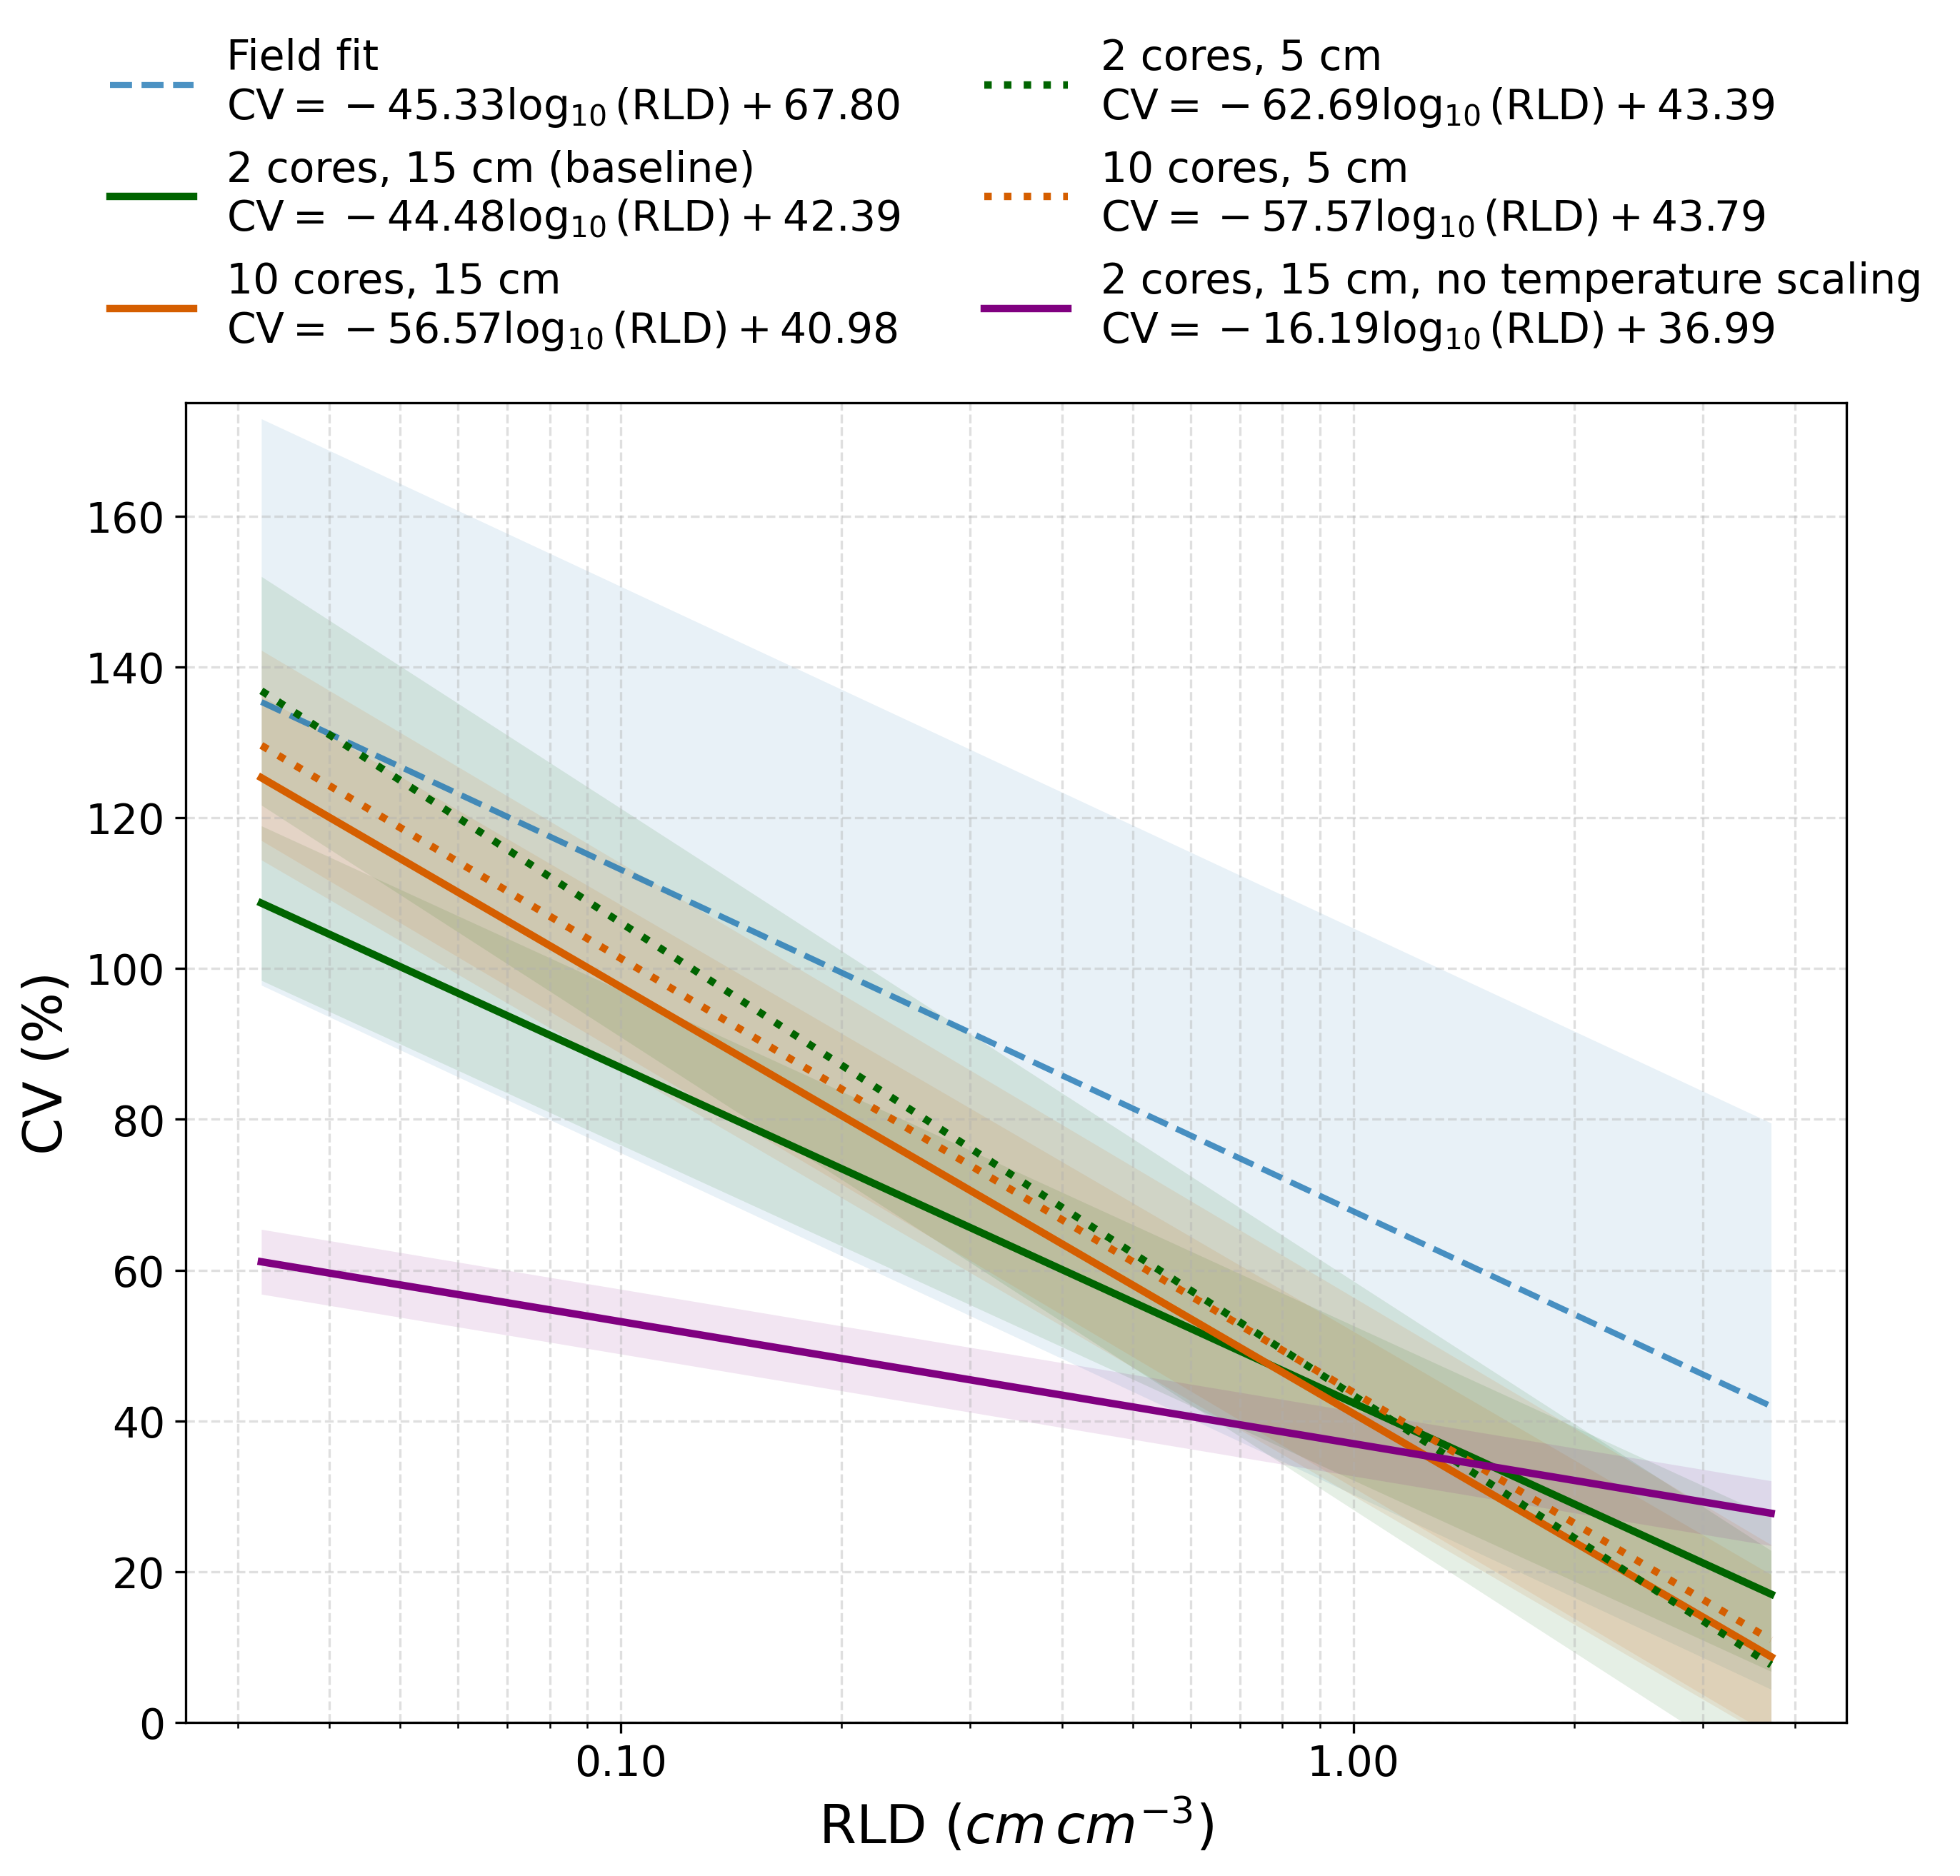 Field fit
CV = − 45.33log₁₀(RLD) + 67.80
2 cores, 15 cm (baseline)
CV = − 44.48log₁₀(RLD) + 42.39
10 cores, 15 cm
CV = − 56.57log₁₀(RLD) + 40.98
2 cores, 5 cm
CV = − 62.69log₁₀(RLD) + 43.39
10 cores, 5 cm
CV = − 57.57log₁₀(RLD) + 43.79
2 cores, 15 cm, no temperature scaling
CV = − 16.19log₁₀(RLD) + 36.99
CV (%)
160
140
120
100
80
60
40
20
0
0.10 1.00
RLD (cm cm⁻³)